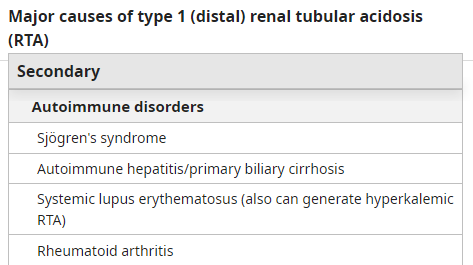 Major causes of type 1 (distal) renal tubular acidosis
(RTA)
Secondary
Autoimmune disorders
Sjögren's syndrome
Autoimmune hepatitis/primary biliary cirrhosis
Systemic lupus erythematosus (also can generate hyperkalemic
RTA)
Rheumatoid arthritis